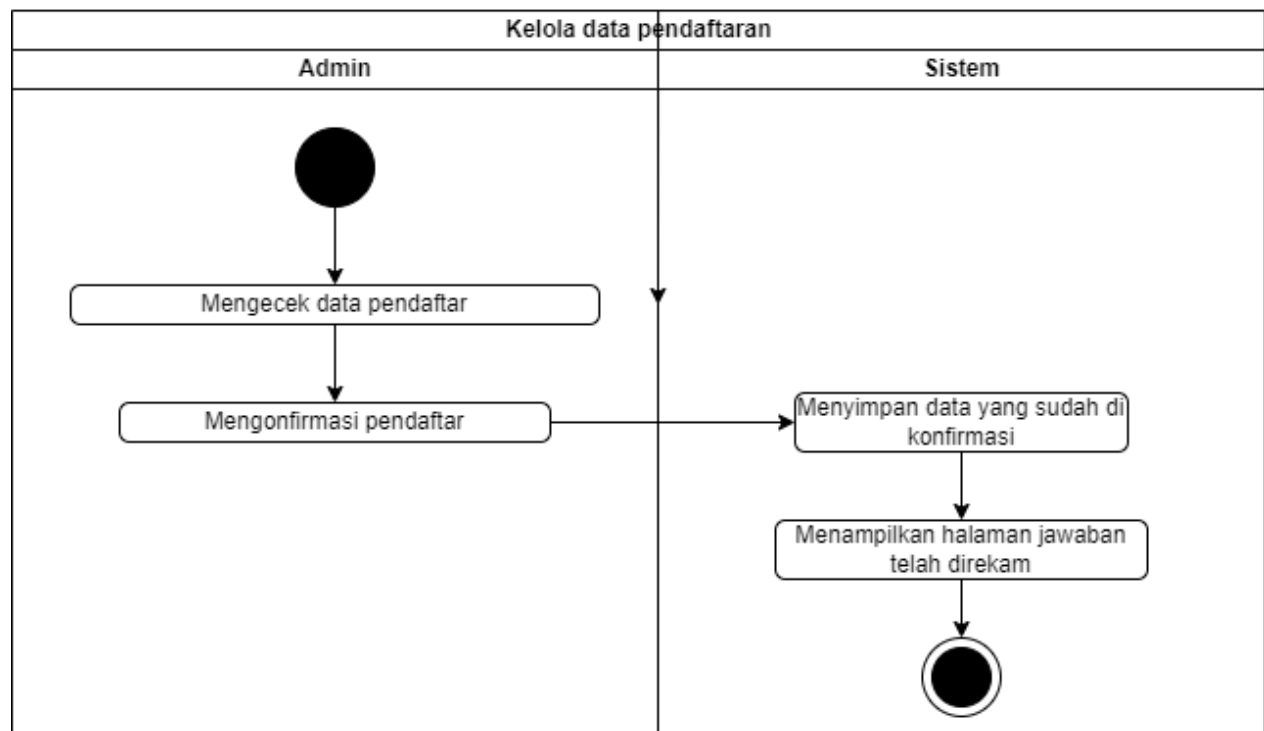 Kelola data pendaftaran
Admin
Sistem
Mengecek data pendaftar
Mengonfirmasi pendaftar
Menyimpan data yang sudah di
konfirmasi
Menampilkan halaman jawaban
telah direkam